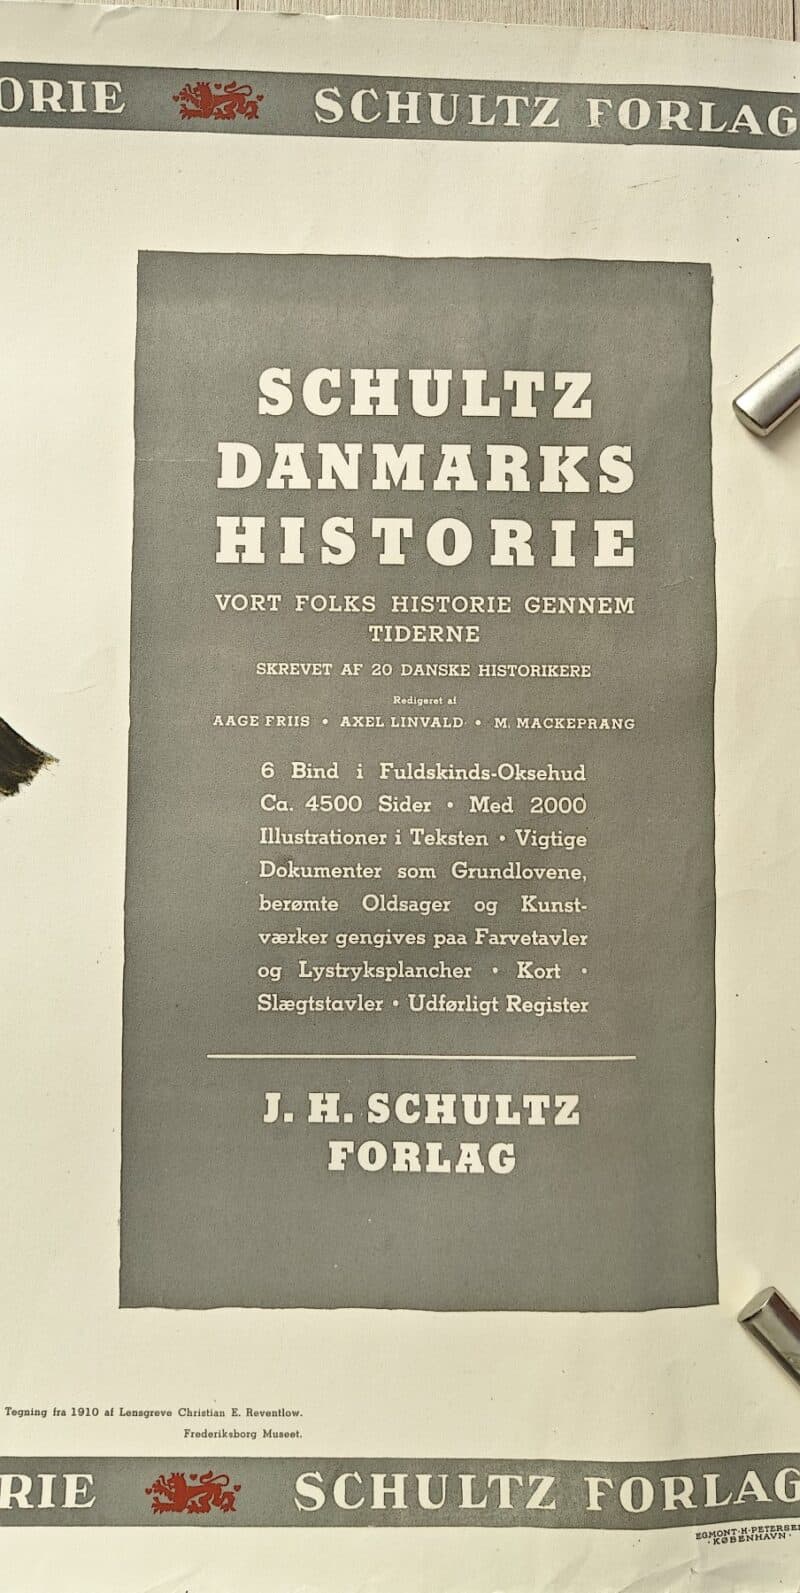 ORIE SCHULTZ FORLAG
SCHULTZ
DANMARKS
HISTORIE
VORT FOLKS HISTORIE GENNEM
TIDERNE
SKREVET AF 20 DANSKE HISTORIKERE
Redigeret af
AAGE FRIIS • AXEL LINVALD • M. MACKEPRANG
6 Bind i Fuldskinds-Oksehud
Ca. 4500 Sider • Med 2000
Illustrationer i Teksten • Vigtige
Dokumenter som Grundlovene,
berømte Oldsager og Kunst-
værker gengives paa Farvetavler
og Lystryksplancher • Kort •
Slægtstavler • Udførligt Register
J. H. SCHULTZ
FORLAG
Tegning fra 1910 af Lensgreve Christian E. Reventlow.
Frederiksborg Museet.
RIE SCHULTZ FORLAG
EGMONT·H·PETERSE
·KØBENHAVN·